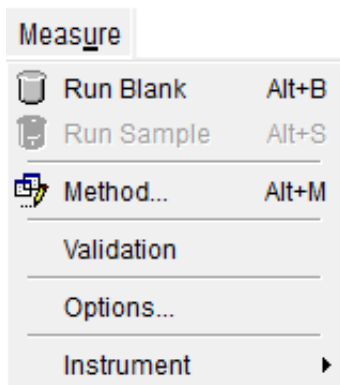 Measure
Run Blank Alt+B
Run Sample Alt+S
Method... Alt+M
Validation
Options...
Instrument